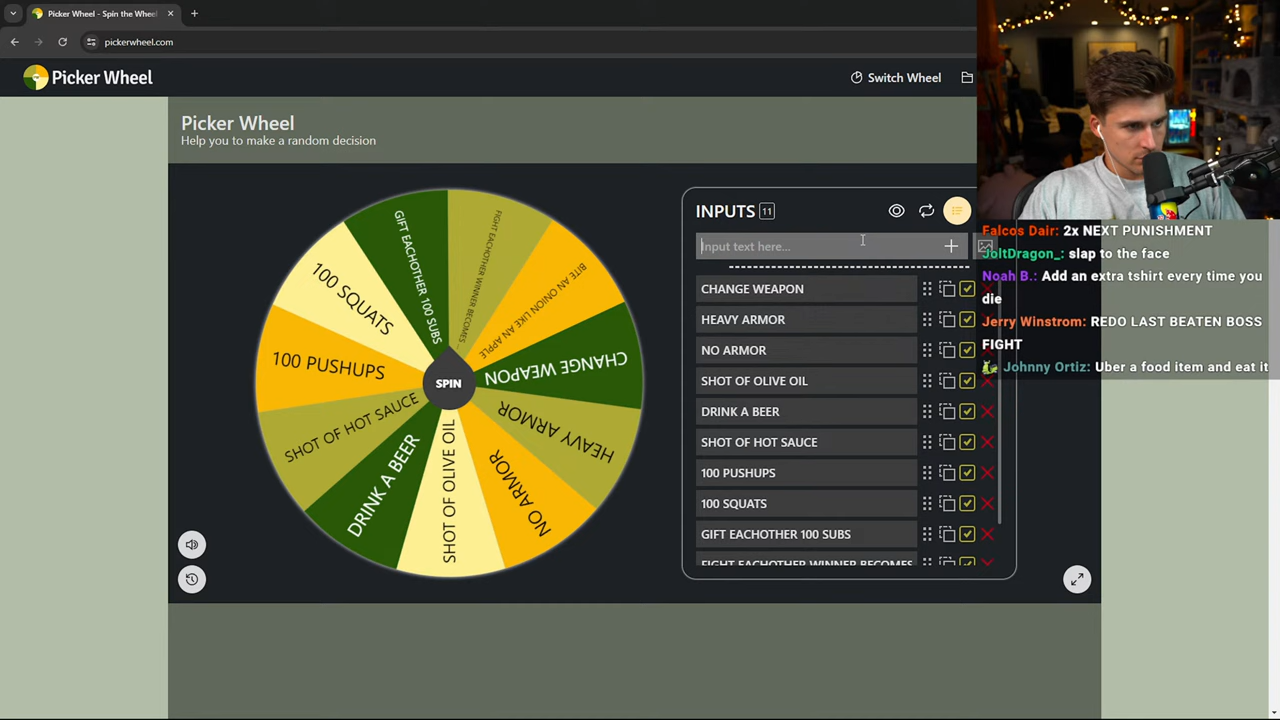 Picker Wheel - Spin the Wheel
pickerwheel.com
Picker Wheel
Switch Wheel
Picker Wheel
Help you to make a random decision
GIFT EACHOTHER 100 SUBS
FIGHT EACHOTHER WINNER BECOMES ...
BITE AN ONION LIKE AN APPLE
CHANGE WEAPON
HEAVY ARMOR
NO ARMOR
SHOT OF OLIVE OIL
DRINK A BEER
SHOT OF HOT SAUCE
100 PUSHUPS
100 SQUATS
SPIN
INPUTS 11
Input text here...
CHANGE WEAPON
HEAVY ARMOR
NO ARMOR
SHOT OF OLIVE OIL
DRINK A BEER
SHOT OF HOT SAUCE
100 PUSHUPS
100 SQUATS
GIFT EACHOTHER 100 SUBS
FIGHT EACHOTHER WINNER BECOMES
Falcos Dair: 2x NEXT PUNISHMENT
JoltDragon_: slap to the face
Noah B.: Add an extra tshirt every time you
die
Jerry Winstrom: REDO LAST BEATEN BOSS
FIGHT
Johnny Ortiz: Uber a food item and eat it